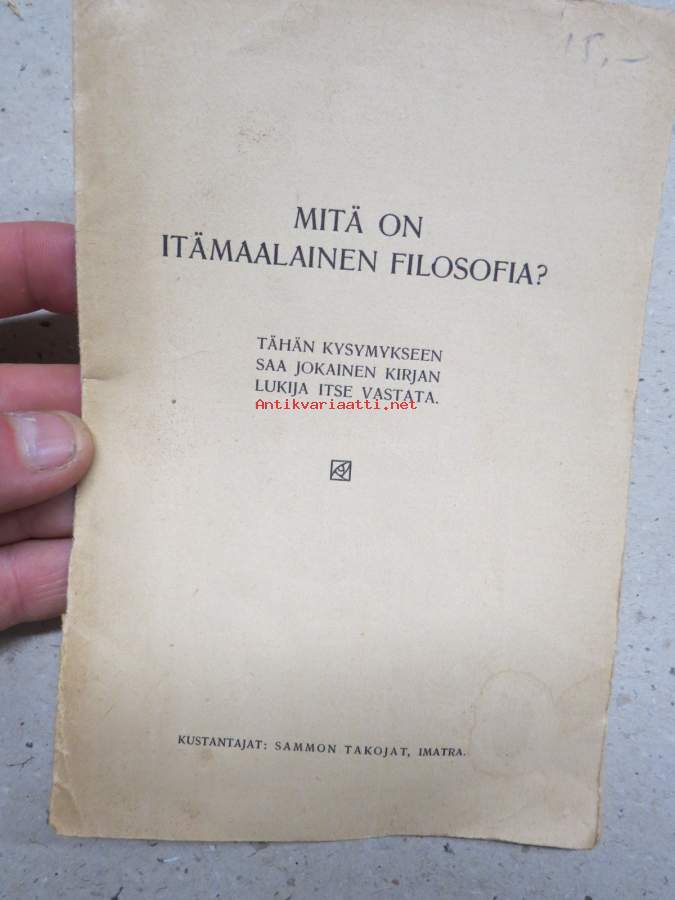 15,-
MITÄ ON
ITÄMAALAINEN FILOSOFIA?
TÄHÄN KYSYMYKSEEN
SAA JOKAINEN KIRJAN
LUKIJA ITSE VASTATA.
Antikvariaatti.net
KUSTANTAJAT: SAMMON TAKOJAT, IMATRA.